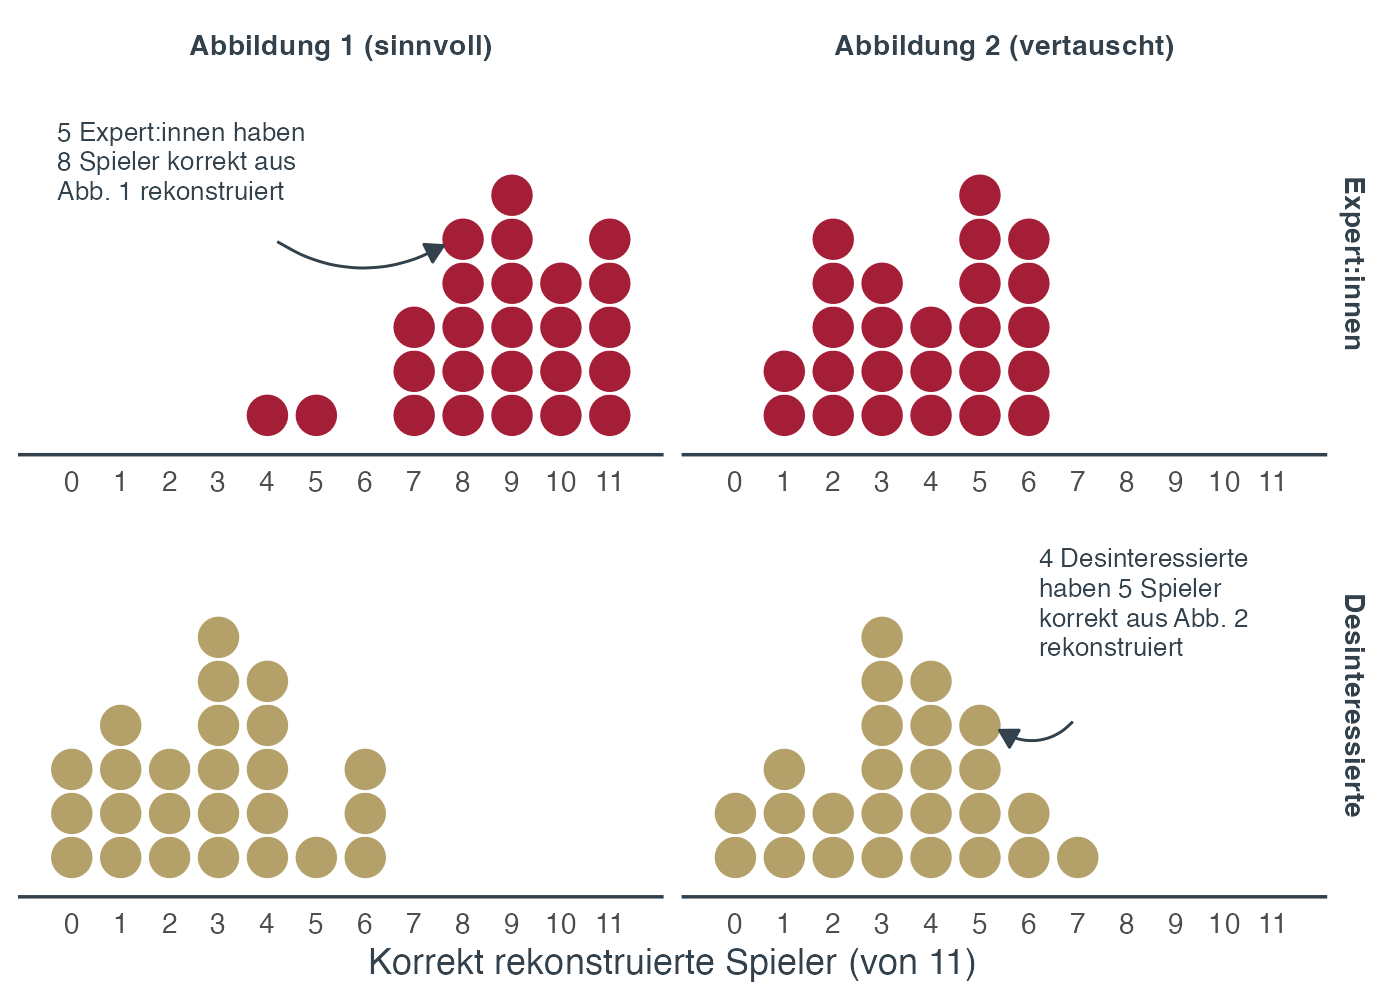 Abbildung 1 (sinnvoll)
Abbildung 2 (vertauscht)
5 Expert:innen haben
8 Spieler korrekt aus
Abb. 1 rekonstruiert
Expert:innen
0 1 2 3 4 5 6 7 8 9 10 11
0 1 2 3 4 5 6 7 8 9 10 11
4 Desinteressierte
haben 5 Spieler
korrekt aus Abb. 2
rekonstruiert
Desinteressierte
0 1 2 3 4 5 6 7 8 9 10 11
0 1 2 3 4 5 6 7 8 9 10 11
Korrekt rekonstruierte Spieler (von 11)